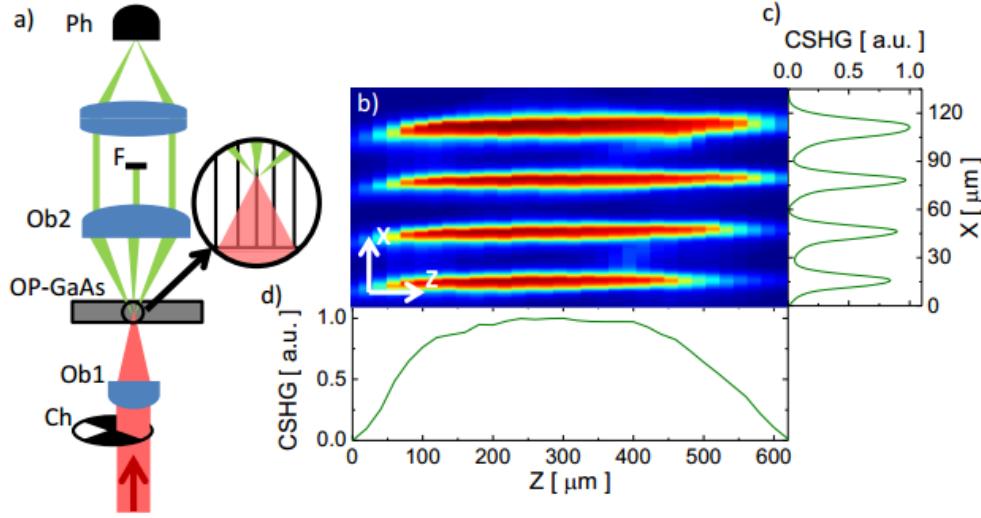 a)
Ph
F
Ob2
OP-GaAs
Ob1
Ch
b)
X
Z
c)
CSHG [ a.u. ]
0.0 0.5 1.0
120
90
60
30
0
X [ µm ]
d)
CSHG [ a.u. ]
1.0
0.5
0.0
0 100 200 300 400 500 600
Z [ µm ]